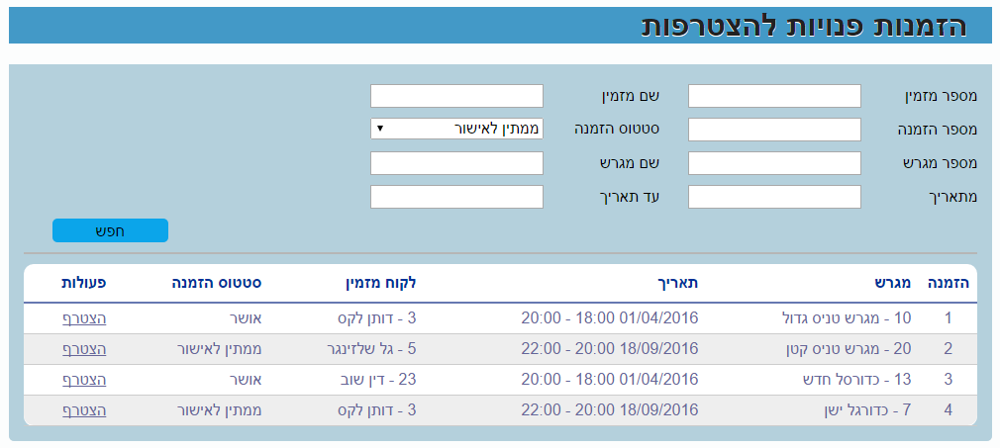 הזמנות פנויות להצטרפות
מספר מזמין שם מזמין
מספר הזמנה סטטוס הזמנה ממתין לאישור
מספר מגרש שם מגרש
מתאריך עד תאריך
חפש
הזמנה מגרש תאריך לקוח מזמין סטטוס הזמנה פעולות
1 10 - מגרש טניס גדול 01/04/2016 18:00 - 20:00 3 - דותן לקס אושר הצטרף
2 20 - מגרש טניס קטן 18/09/2016 20:00 - 22:00 5 - גל שלזינגר ממתין לאישור הצטרף
3 13 - כדורסל חדש 01/04/2016 18:00 - 20:00 23 - דין שוב אושר הצטרף
4 7 - כדורגל ישן 18/09/2016 20:00 - 22:00 3 - דותן לקס ממתין לאישור הצטרף